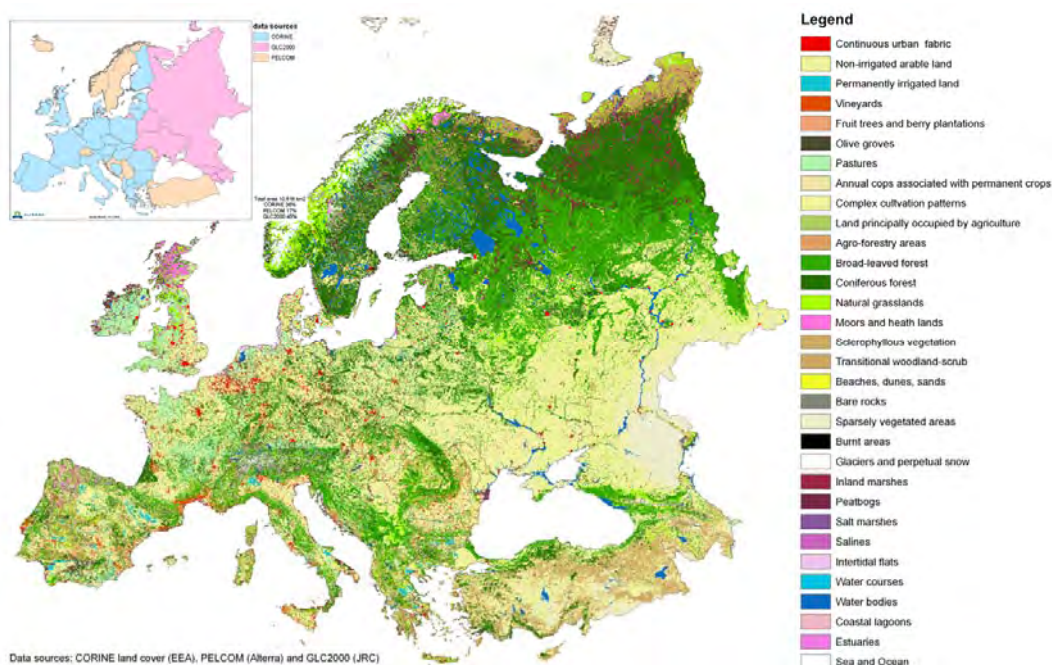 data sources
CORINE
GLC2000
PELCOM
CORINE
PELCOM
GLC2000
Legend
Continuous urban fabric
Non-irrigated arable land
Permanently irrigated land
Vineyards
Fruit trees and berry plantations
Olive groves
Pastures
Annual cops associated with permanent crops
Complex cultivation patterns
Land principally occupied by agriculture
Agro-forestry areas
Broad-leaved forest
Coniferous forest
Natural grasslands
Moors and heath lands
Sclerophyllous vegetation
Transitional woodland-scrub
Beaches, dunes, sands
Bare rocks
Sparsely vegetated areas
Burnt areas
Glaciers and perpetual snow
Inland marshes
Peatbogs
Salt marshes
Salines
Intertidal flats
Water courses
Water bodies
Coastal lagoons
Estuaries
Sea and Ocean
Data sources: CORINE land cover (EEA), PELCOM (Alterra) and GLC2000 (JRC)